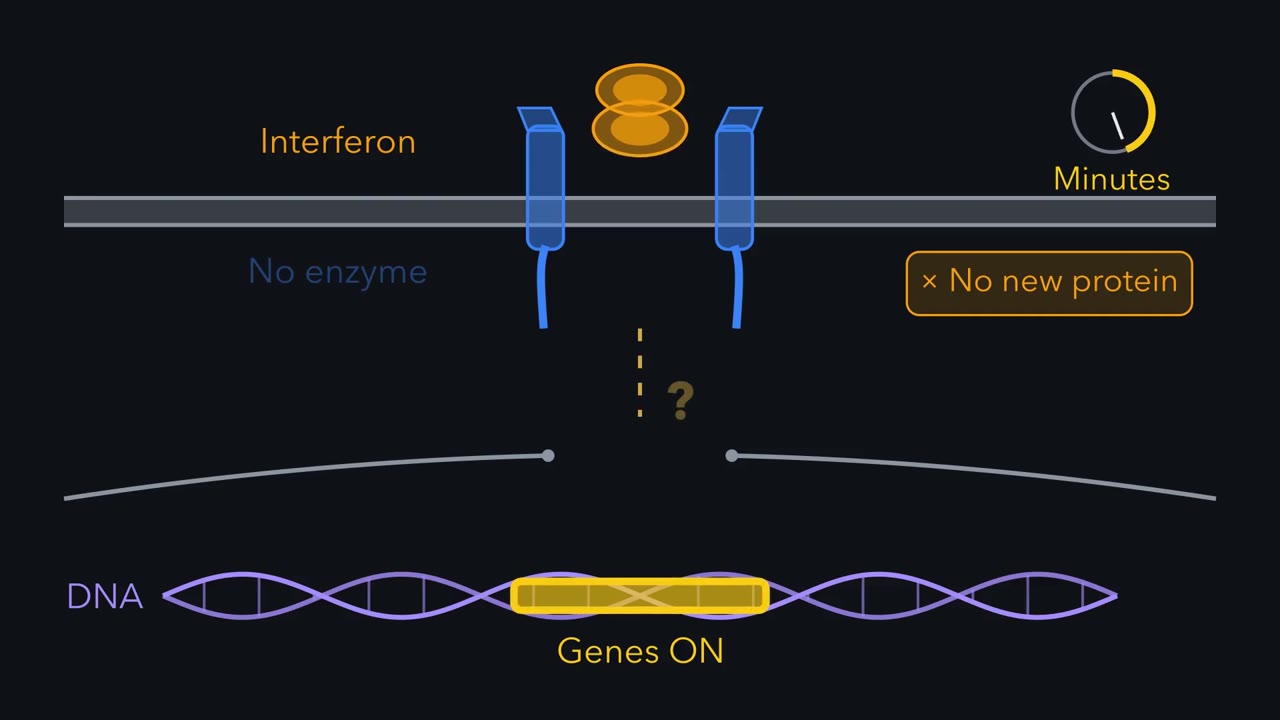 Interferon
Minutes
No enzyme
× No new protein
?
DNA
Genes ON